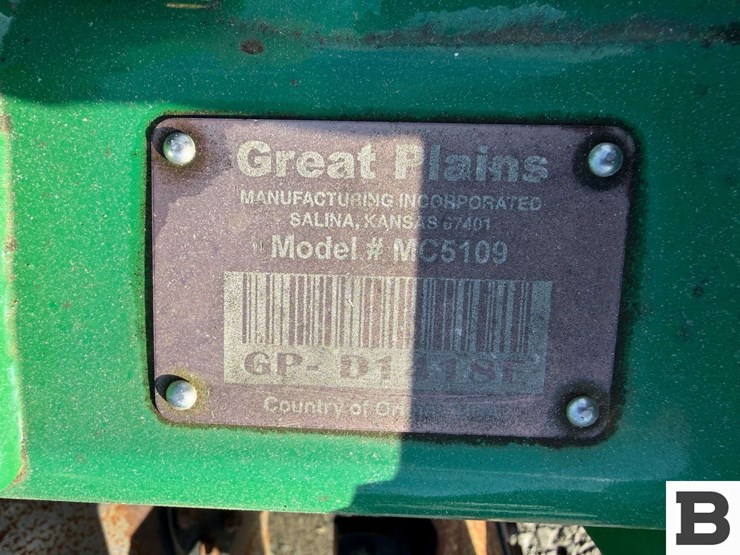 Great Plains
MANUFACTURING INCORPORATED
SALINA, KANSAS 67401
Model # MC5109
GP-
Country of
B